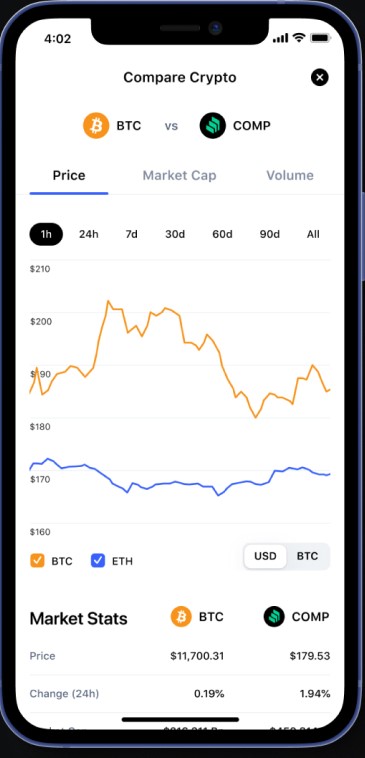 4:02
Compare Crypto
BTC vs COMP
Price Market Cap Volume
1h 24h 7d 30d 60d 90d All
$210
$200
$190
$180
$170
$160
BTC ETH USD BTC
Market Stats BTC COMP
Price $11,700.31 $179.53
Change (24h) 0.19% 1.94%